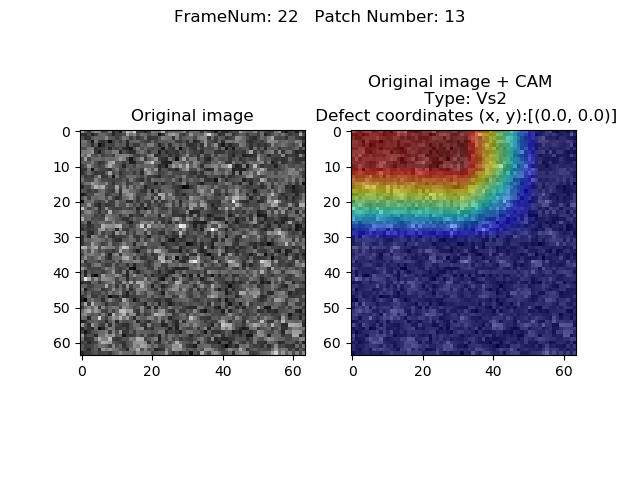 FrameNum: 22   Patch Number: 13
Original image
Original image + CAM
Type: Vs2
Defect coordinates (x, y):[(0.0, 0.0)]
0
10
20
30
40
50
60
0 20 40 60
0
10
20
30
40
50
60
0 20 40 60